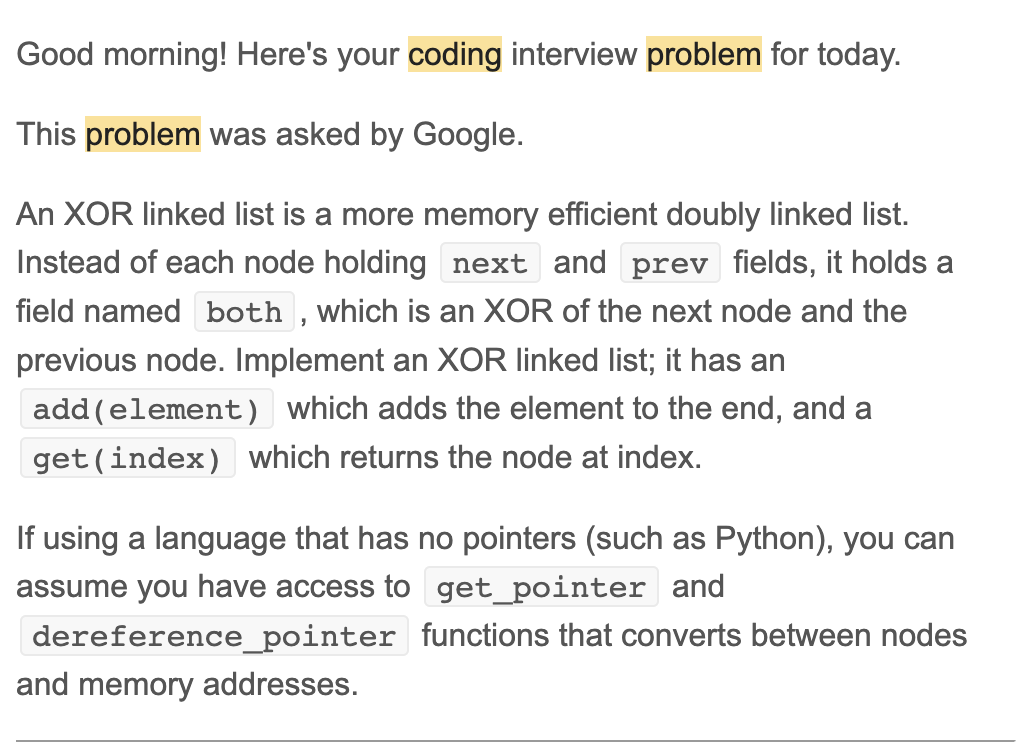 Good morning! Here's your coding interview problem for today.
This problem was asked by Google.
An XOR linked list is a more memory efficient doubly linked list.
Instead of each node holding next and prev fields, it holds a
field named both , which is an XOR of the next node and the
previous node. Implement an XOR linked list; it has an
add(element) which adds the element to the end, and a
get(index) which returns the node at index.
If using a language that has no pointers (such as Python), you can
assume you have access to get_pointer and
dereference_pointer functions that converts between nodes
and memory addresses.